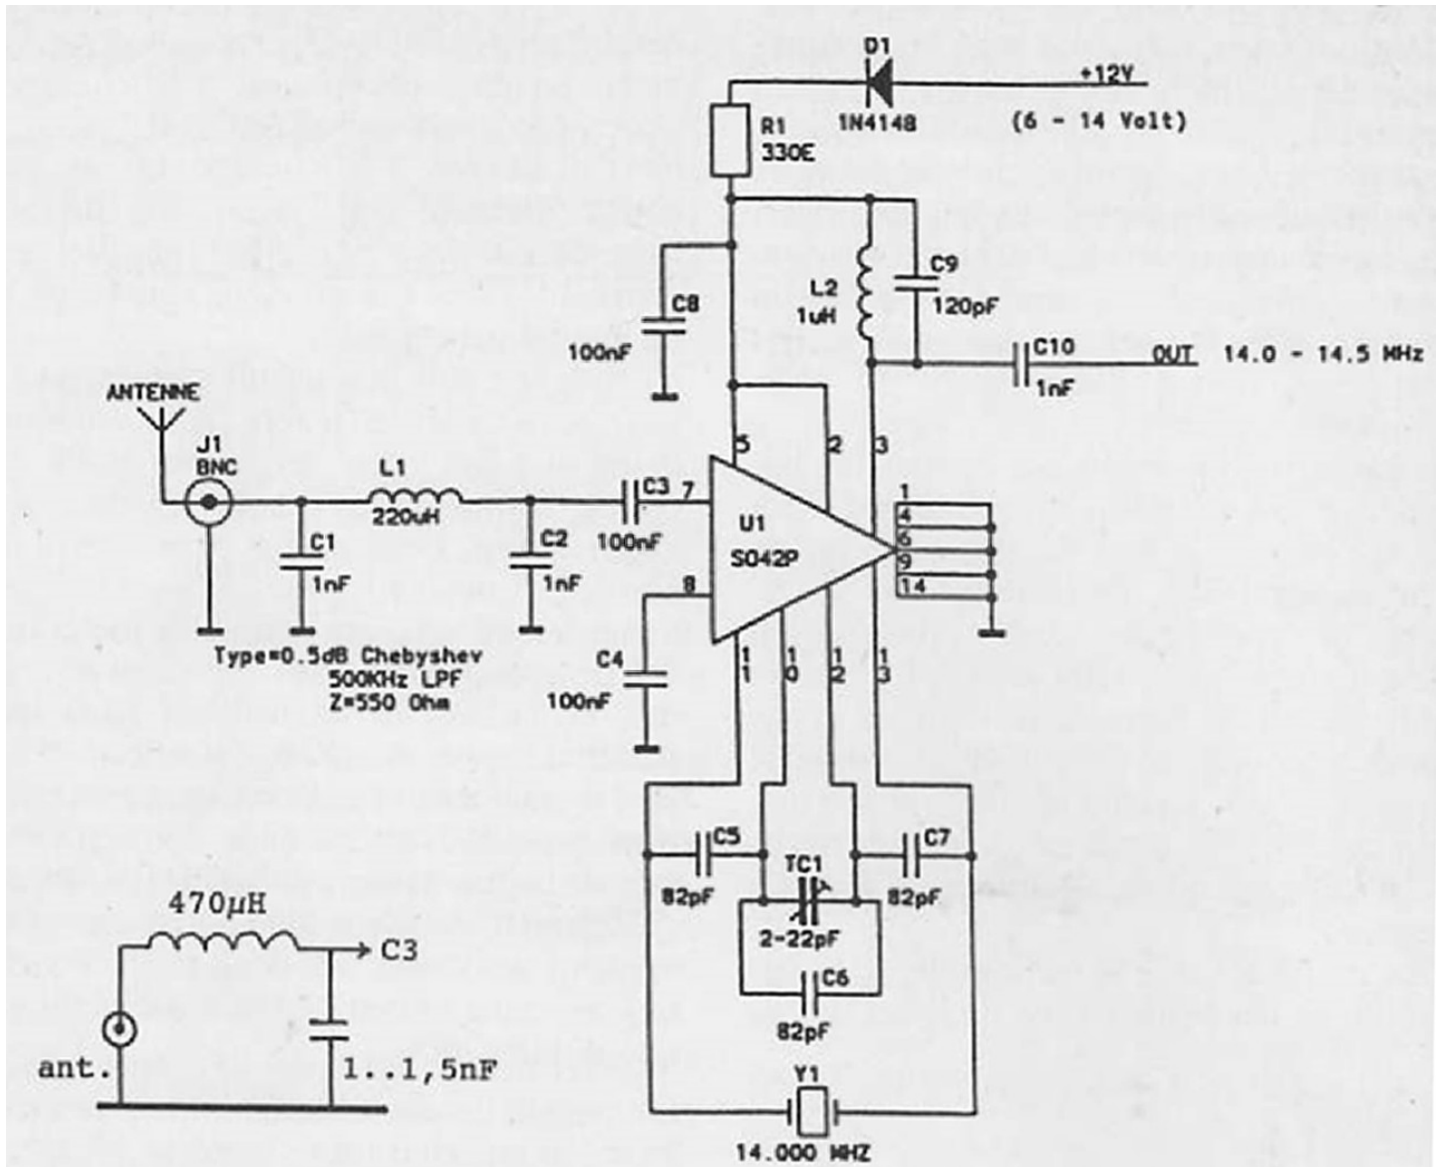 D1
1N4148
+12V
(6 - 14 Volt)
R1
330E
C8
100nF
L2
1uH
C9
120pF
C10
1nF
OUT 14.0 - 14.5 MHz
ANTENNE
J1
BNC
L1
220uH
C1
1nF
C2
1nF
C3
100nF
7
8
5
2
3
U1
SO42P
1
4
6
9
14
C4
100nF
Type=0.5dB Chebyshev
500KHz LPF
Z=550 Ohm
11
10
12
13
C5
82pF
TC1
2-22pF
C7
82pF
C6
82pF
Y1
14.000 MHZ
470µH
C3
ant.
1..1,5nF